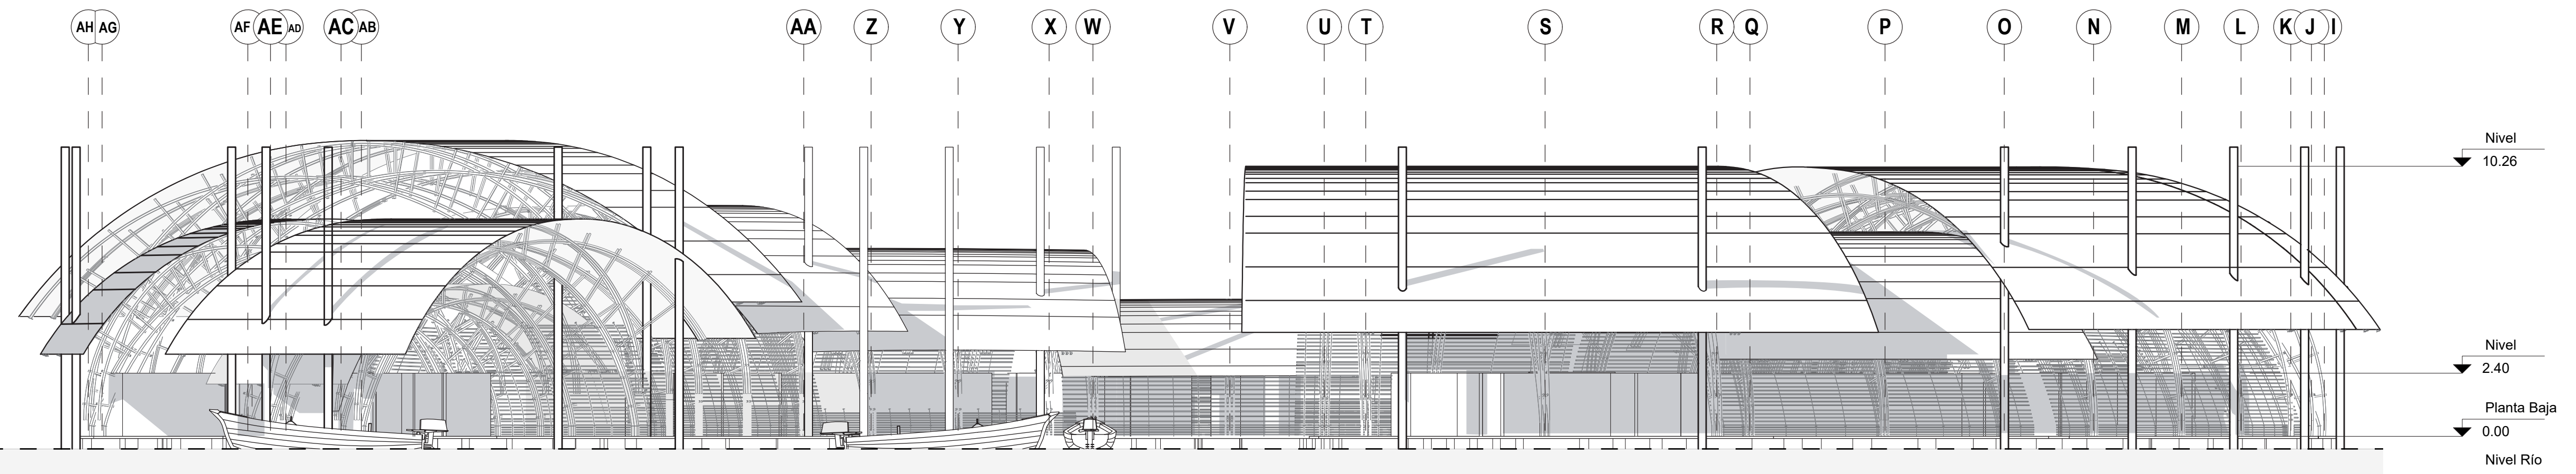 AH AG AF AE AD AC AB AA Z Y X W V U T S R Q P O N M L K J I
Nivel
10.26
Nivel
2.40
Planta Baja
0.00
Nivel Río